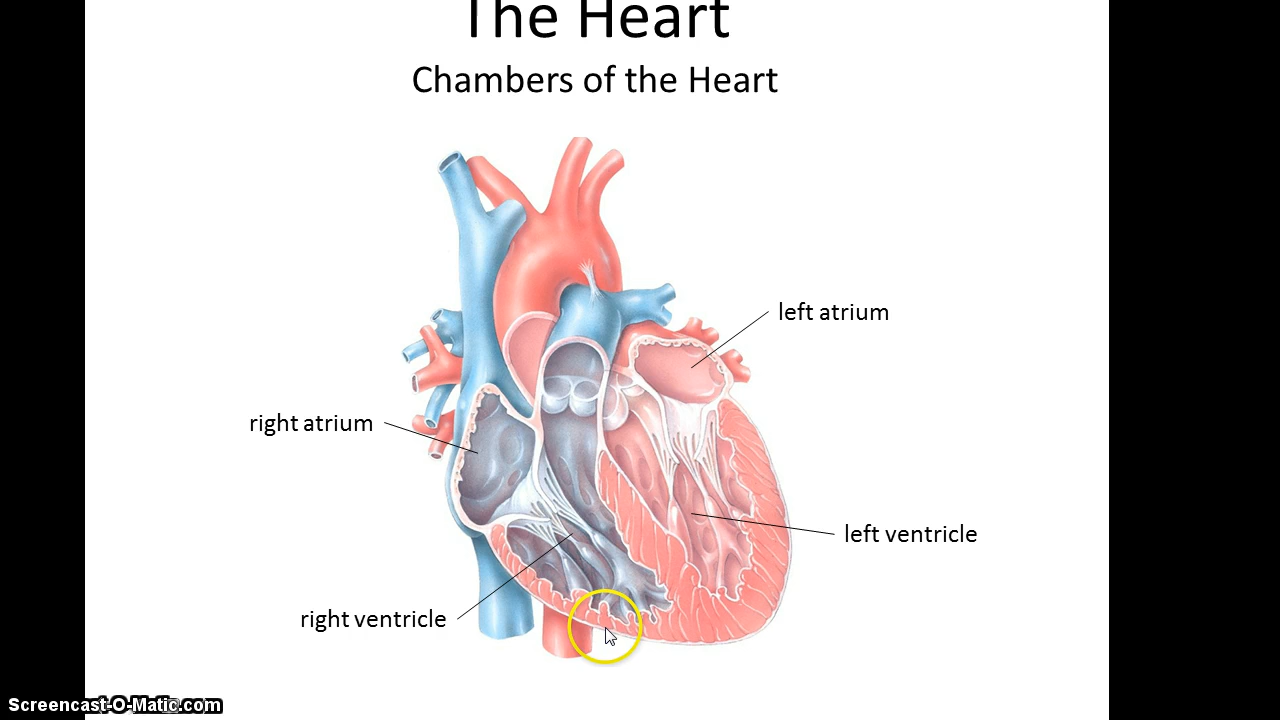 The Heart
Chambers of the Heart
left atrium
right atrium
left ventricle
right ventricle
Screencast-O-Matic.com